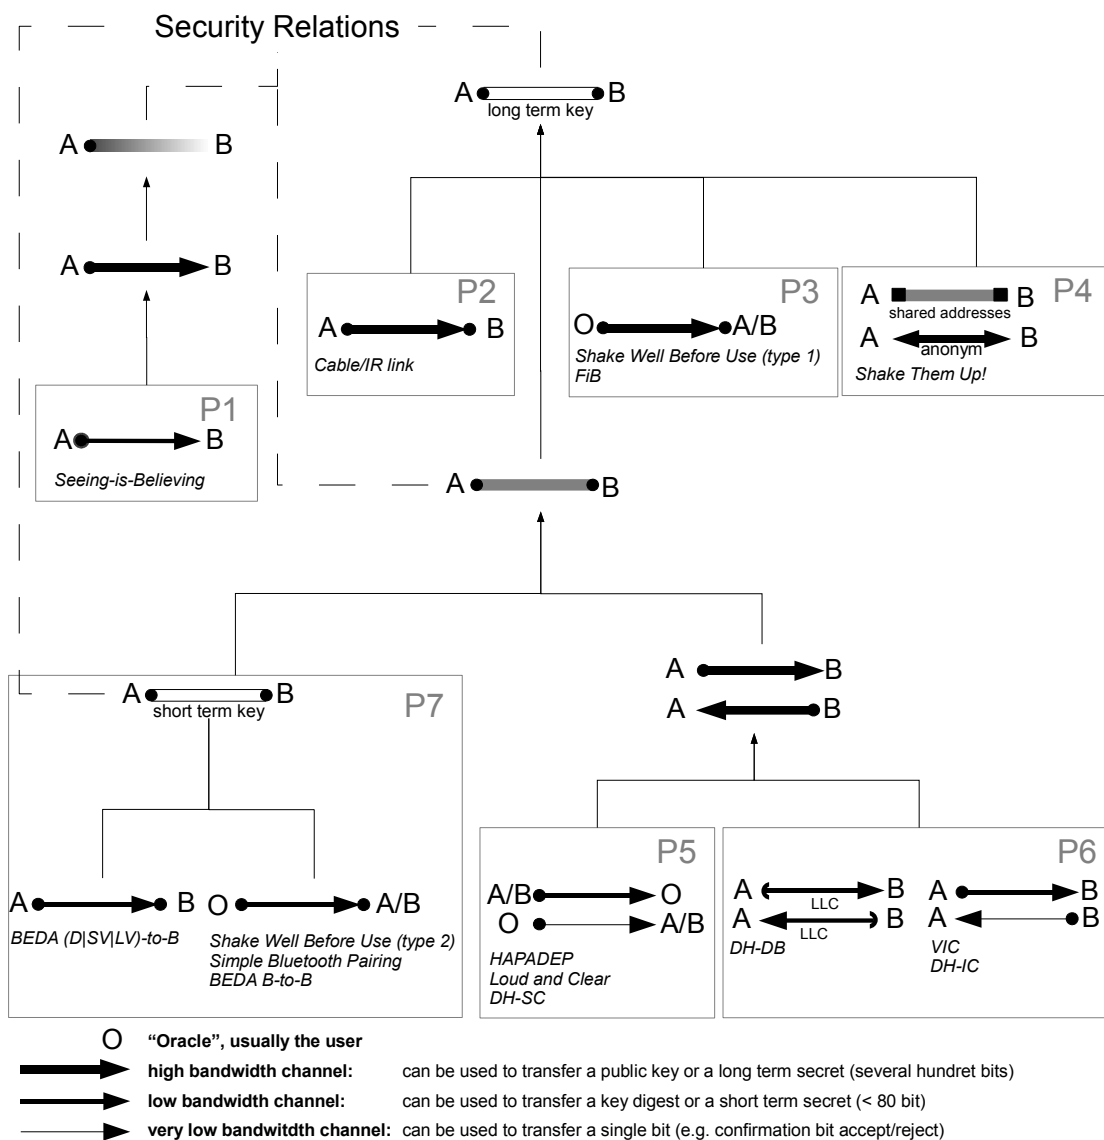 Security Relations
A B
long term key
A B
A B
P1
A B
Seeing-is-Believing
P2
A B
Cable/IR link
P3
O A/B
Shake Well Before Use (type 1)
FiB
P4
A B
shared addresses
A B
anonym
Shake Them Up!
A B
A B
short term key
P7
A B
BEDA (D|SV|LV)-to-B
O A/B
Shake Well Before Use (type 2)
Simple Bluetooth Pairing
BEDA B-to-B
A B
A B
P5
A/B O
O A/B
HAPADEP
Loud and Clear
DH-SC
P6
A B
LLC
A B
LLC
DH-DB
A B
A B
VIC
DH-IC
O “Oracle”, usually the user
high bandwidth channel: can be used to transfer a public key or a long term secret (several hundret bits)
low bandwidth channel: can be used to transfer a key digest or a short term secret (< 80 bit)
very low bandwitdth channel: can be used to transfer a single bit (e.g. confirmation bit accept/reject)